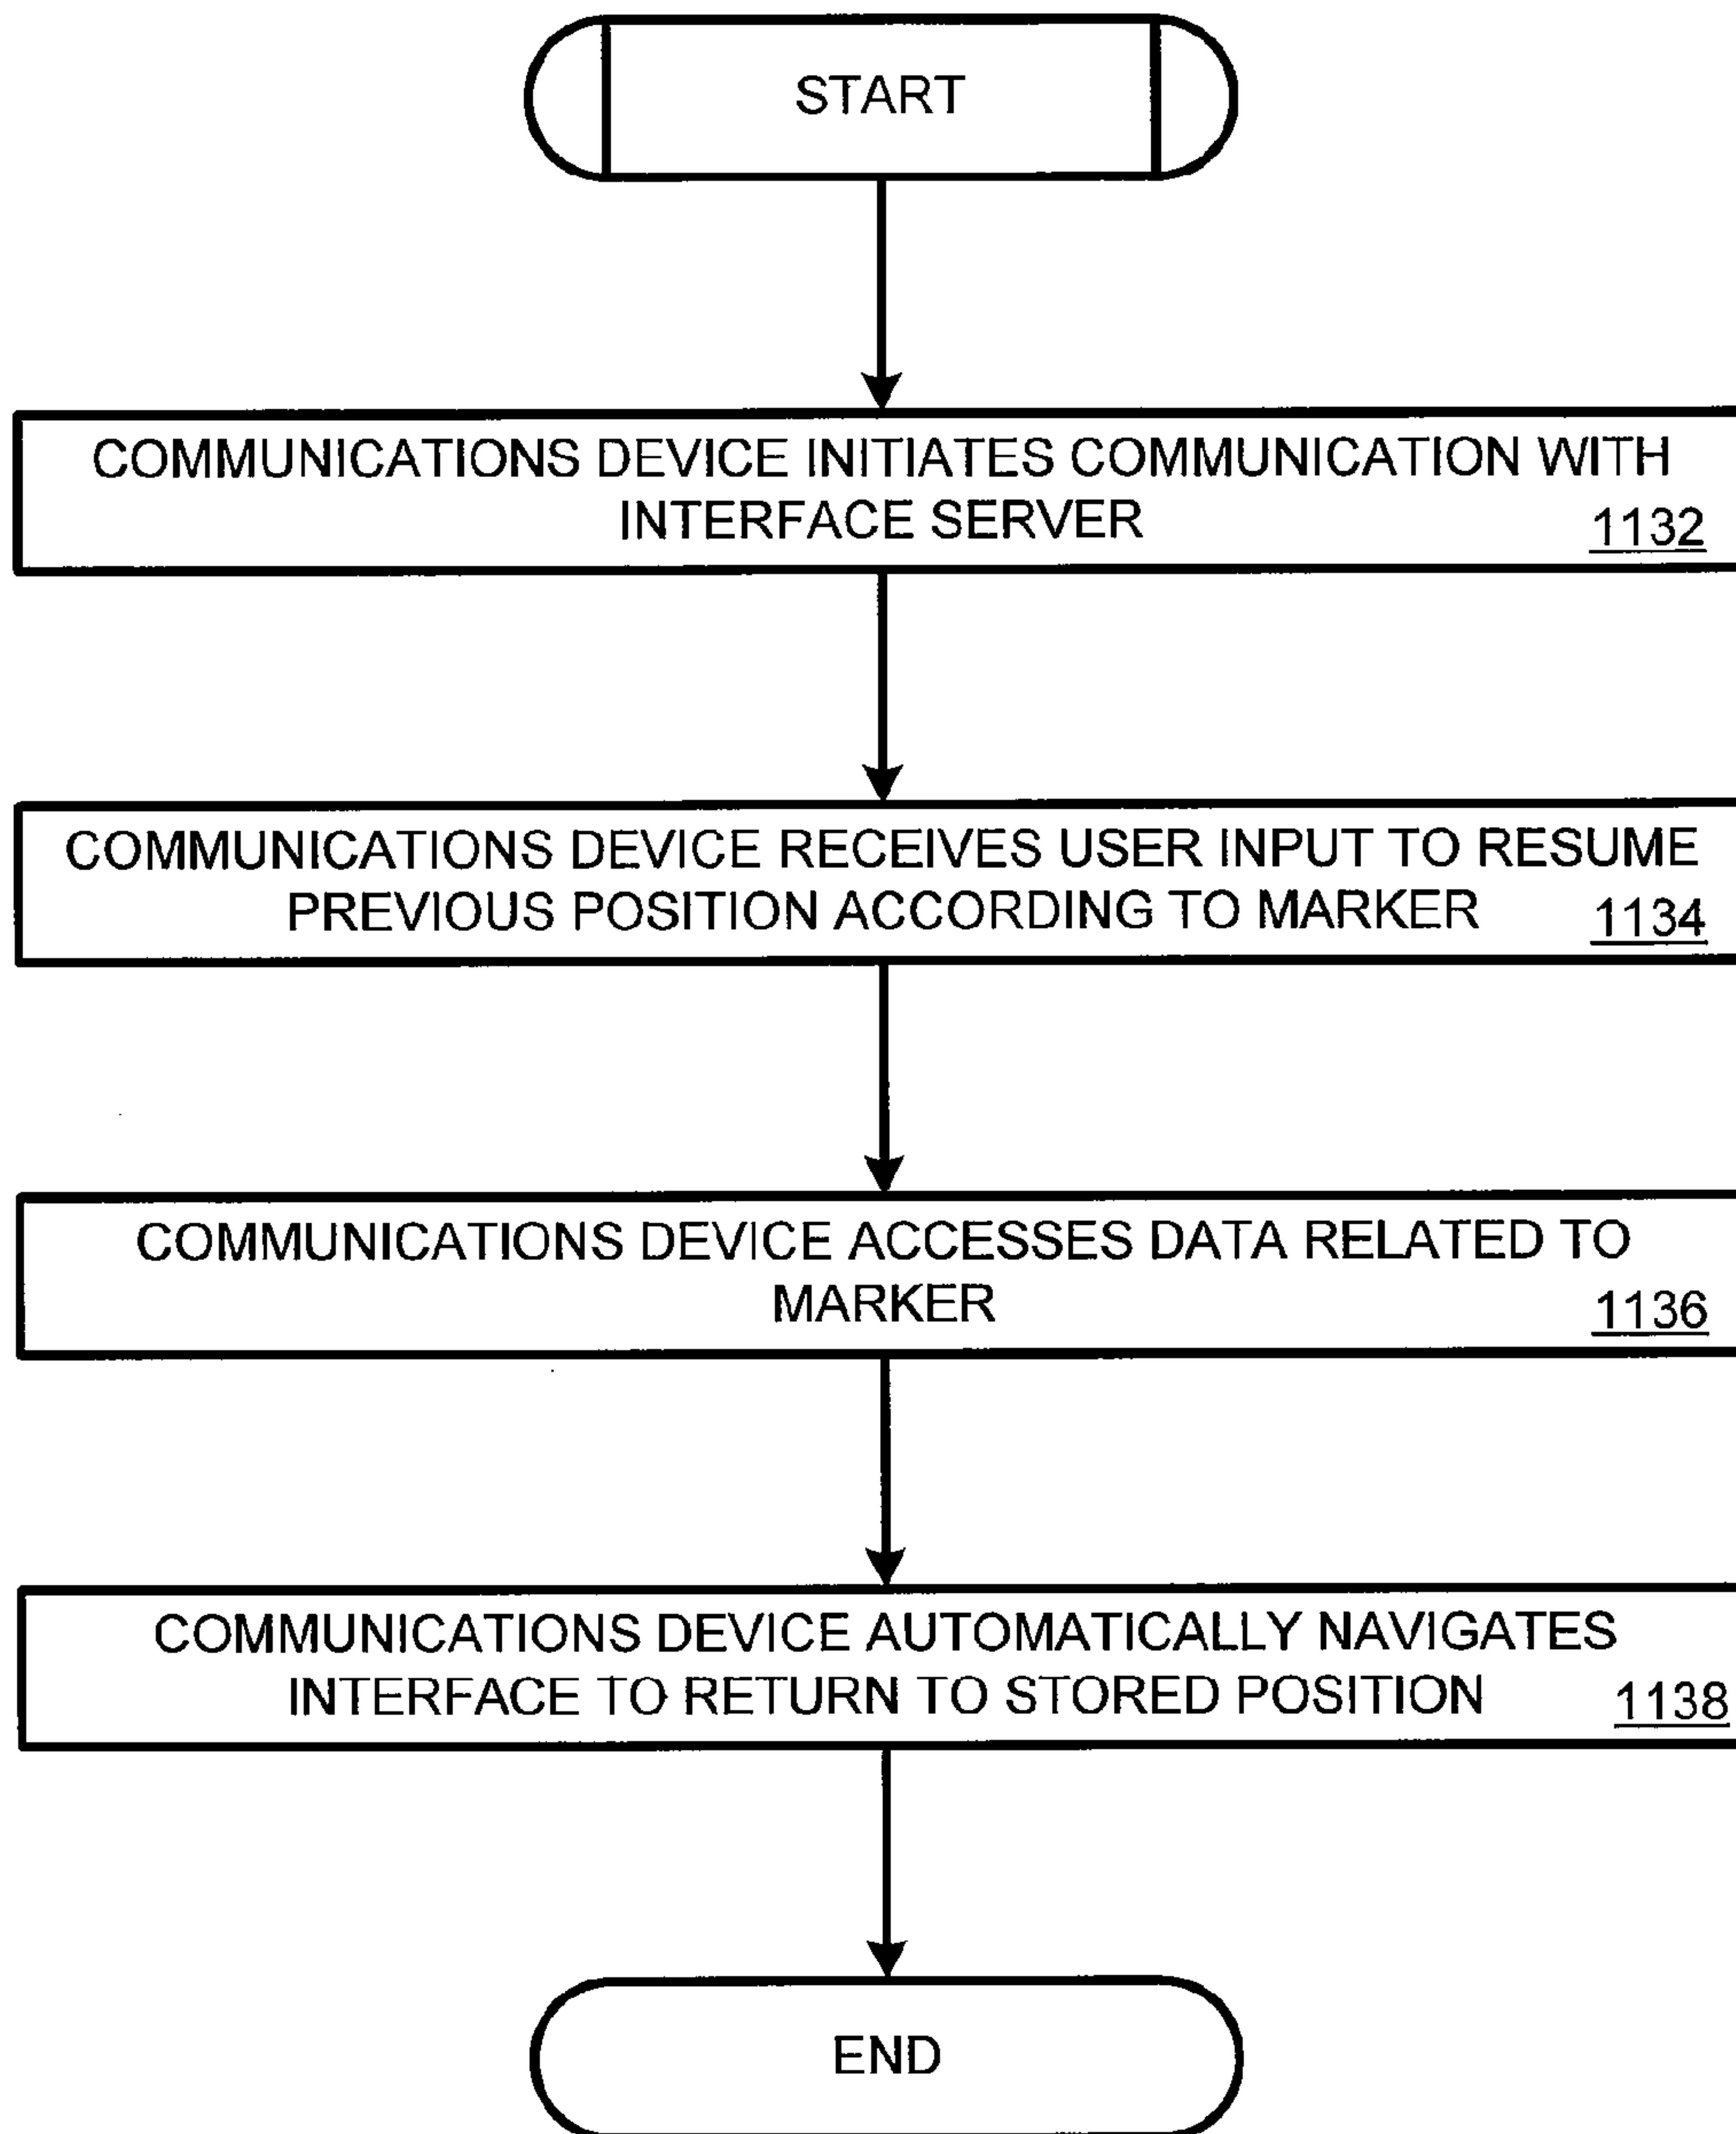 START
COMMUNICATIONS DEVICE INITIATES COMMUNICATION WITH
INTERFACE SERVER
1132
COMMUNICATIONS DEVICE RECEIVES USER INPUT TO RESUME
PREVIOUS POSITION ACCORDING TO MARKER
1134
COMMUNICATIONS DEVICE ACCESSES DATA RELATED TO
MARKER
1136
COMMUNICATIONS DEVICE AUTOMATICALLY NAVIGATES
INTERFACE TO RETURN TO STORED POSITION
1138
END